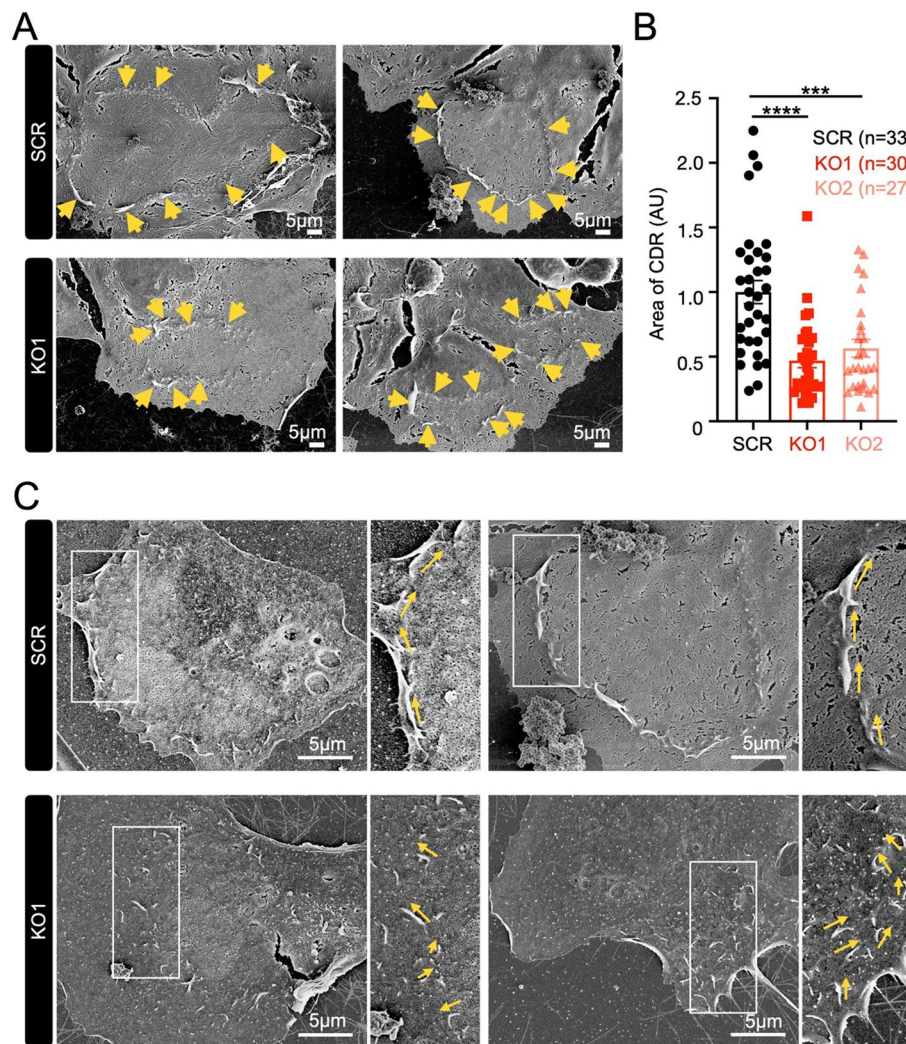 A
SCR
5µm
5µm
KO1
5µm
5µm
B
Area of CDR (AU)
2.5
2.0
1.5
1.0
0.5
0
***
****
SCR (n=33
KO1 (n=30
KO2 (n=27
SCR KO1 KO2
C
SCR
5µm
5µm
KO1
5µm
5µm